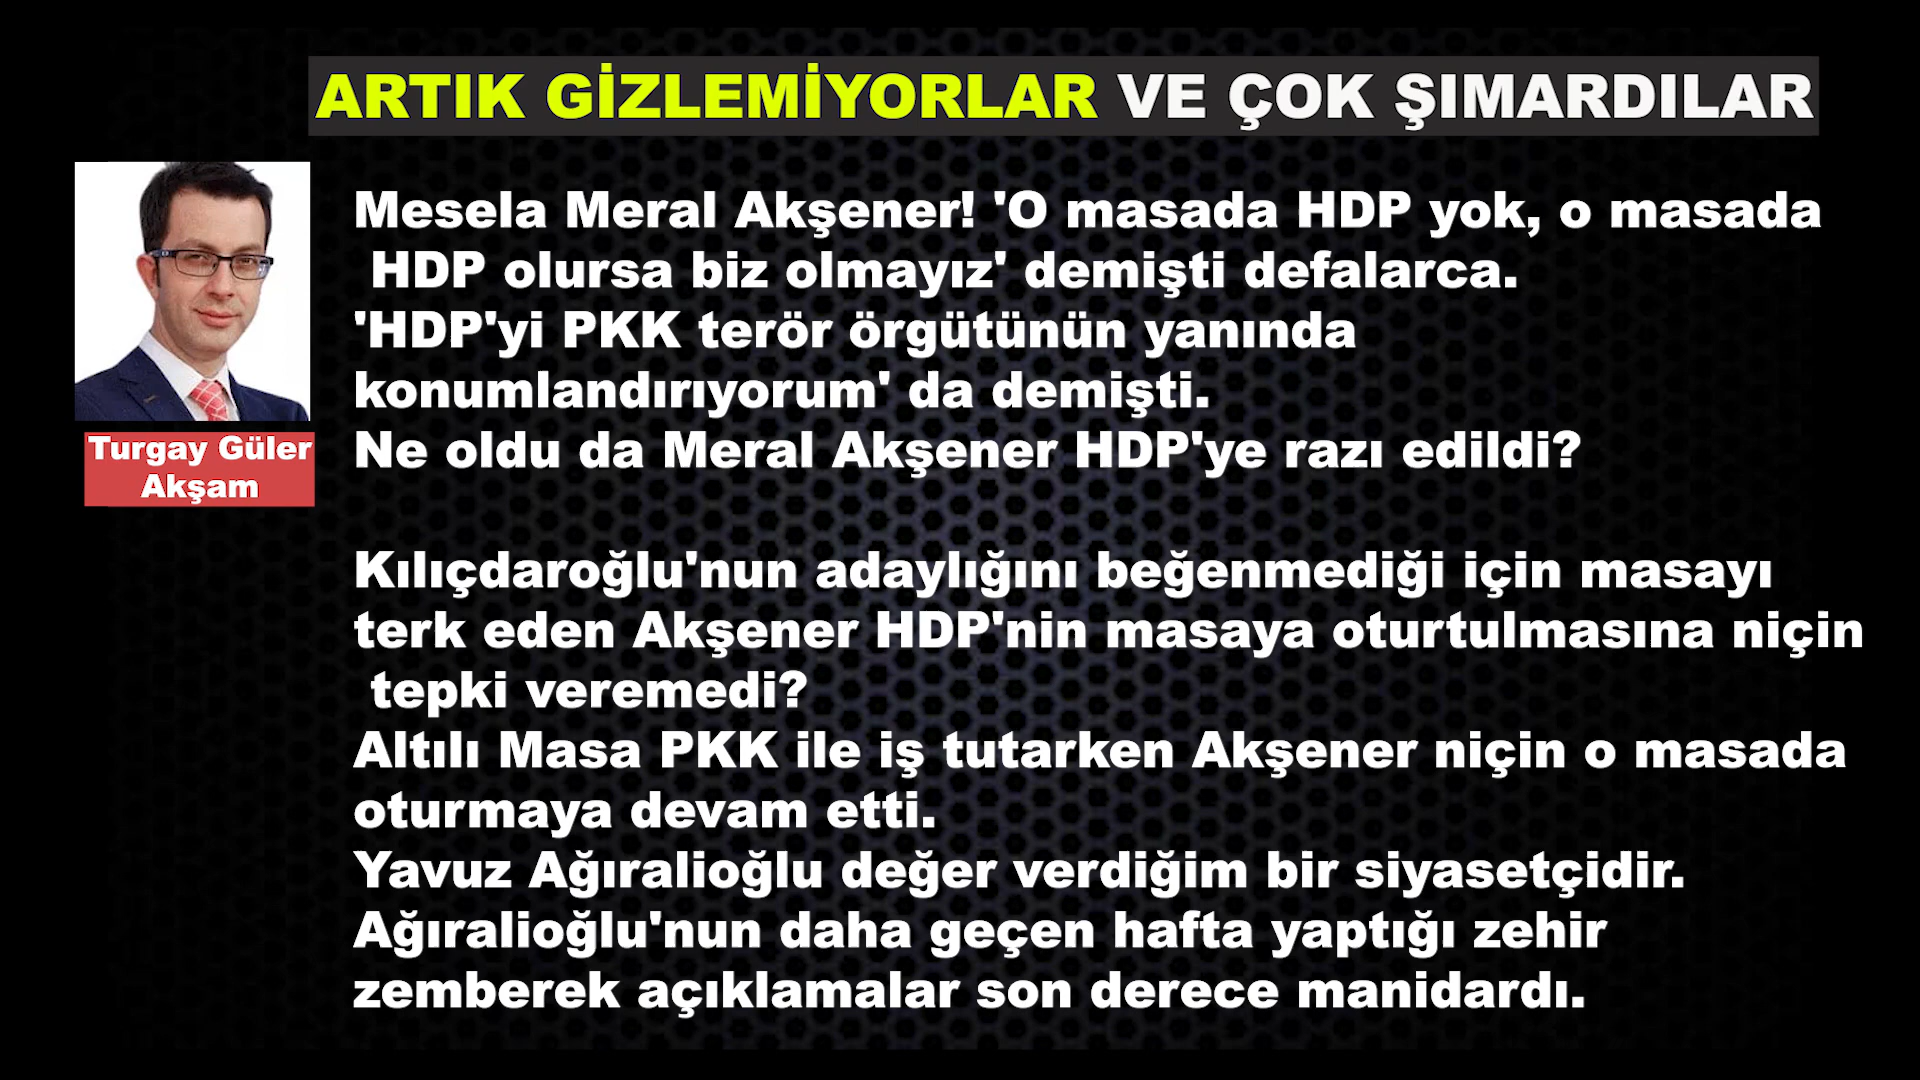 ARTIK GİZLEMİYORLAR VE ÇOK ŞIMARDILAR
Turgay Güler
Akşam
Mesela Meral Akşener! 'O masada HDP yok, o masada
HDP olursa biz olmayız' demişti defalarca.
'HDP'yi PKK terör örgütünün yanında
konumlandırıyorum' da demişti.
Ne oldu da Meral Akşener HDP'ye razı edildi?
Kılıçdaroğlu'nun adaylığını beğenmediği için masayı
terk eden Akşener HDP'nin masaya oturtulmasına niçin
tepki veremedi?
Altılı Masa PKK ile iş tutarken Akşener niçin o masada
oturmaya devam etti.
Yavuz Ağıralioğlu değer verdiğim bir siyasetçidir.
Ağıralioğlu'nun daha geçen hafta yaptığı zehir
zemberek açıklamalar son derece manidardı.